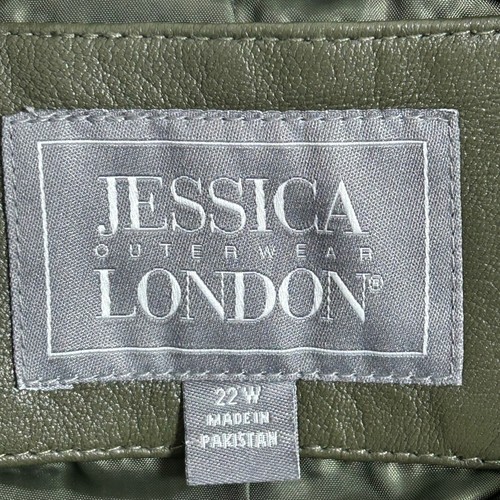 JESSICA
OUTERWEAR
LONDON®
22 W
MADE IN
PAKISTAN